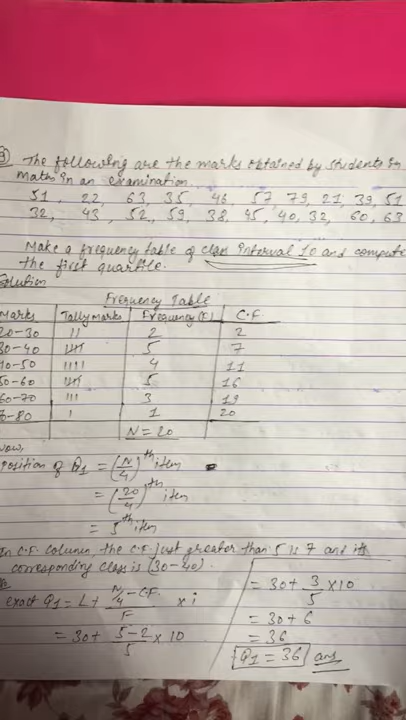 9) The following are the marks obtained by students in
maths in an examination.
51, 22, 63, 35, 46, 57, 79, 21, 39, 51
32, 43, 52, 59, 38, 45, 40, 32, 60, 63
Make a frequency table of class interval 10 and compute
the first quartile.
Solution
Frequency Table
Marks Tally marks Frequency(f) C.F
20-30 || 2 2
30-40 |||| 5 7
40-50 |||| 4 11
50-60 |||| 5 16
60-70 ||| 3 19
70-80 | 1 20
N = 20
Now,
position of Q1 = (N/4)th item
= (20/4)th item
= 5th item
In C.F. column, the C.F just greater than 5 is 7 and its
corresponding class is (30-40).
exact Q1 = L + (N/4 - C.F)/F × i
= 30 + (5-2)/5 × 10
= 30 + 3/5 × 10
= 30 + 6
= 36
Q1 = 36 ans